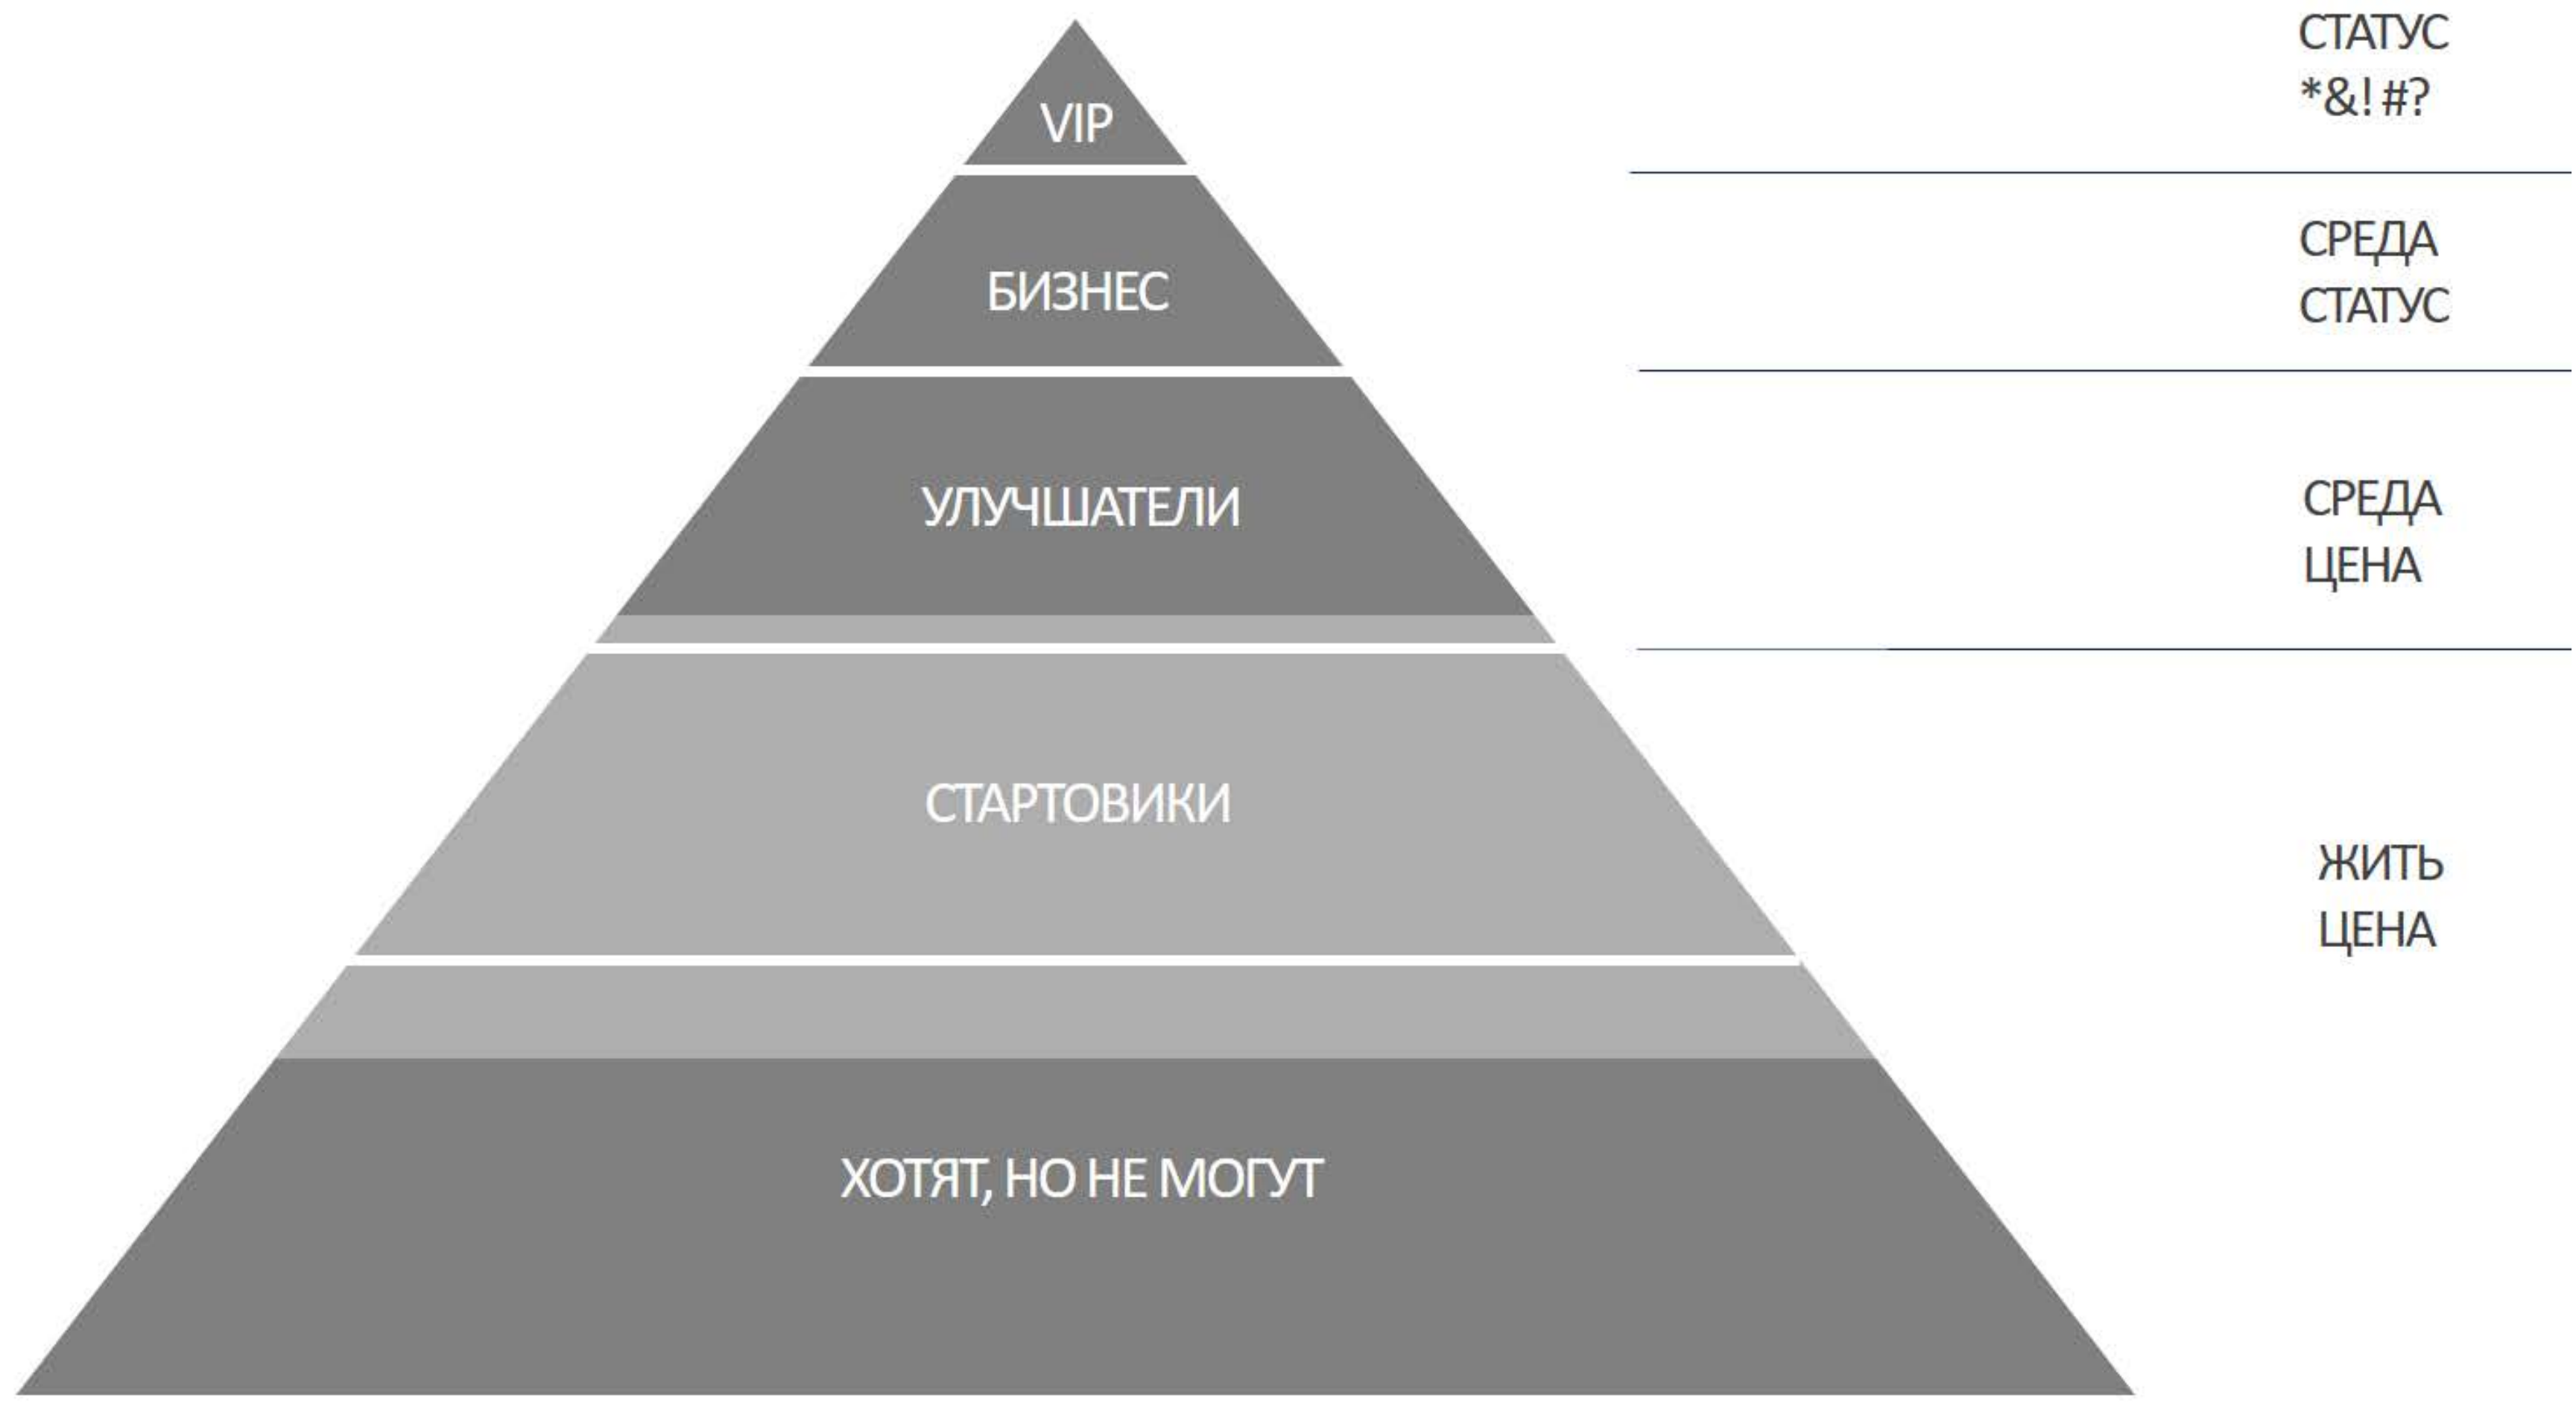 VIP
СТАТУС
*&! #?
БИЗНЕС
СРЕДА
СТАТУС
УЛУЧШАТЕЛИ
СРЕДА
ЦЕНА
СТАРТОВИКИ
ЖИТЬ
ЦЕНА
ХОТЯТ, НО НЕ МОГУТ